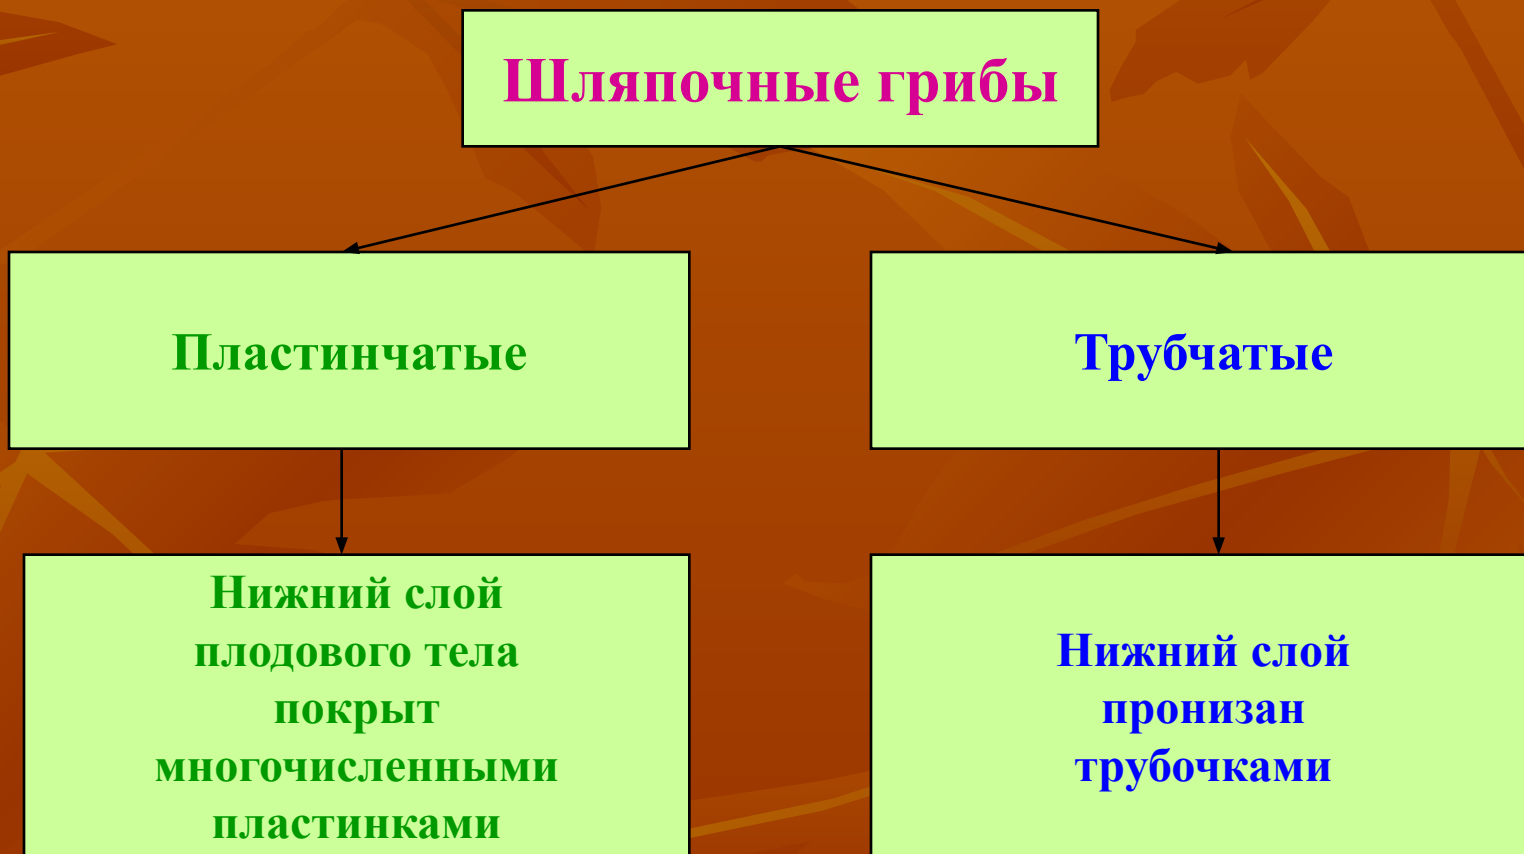 Шляпочные грибы
Пластинчатые
Трубчатые
Нижний слой
плодового тела
покрыт
многочисленными
пластинками
Нижний слой
пронизан
трубочками